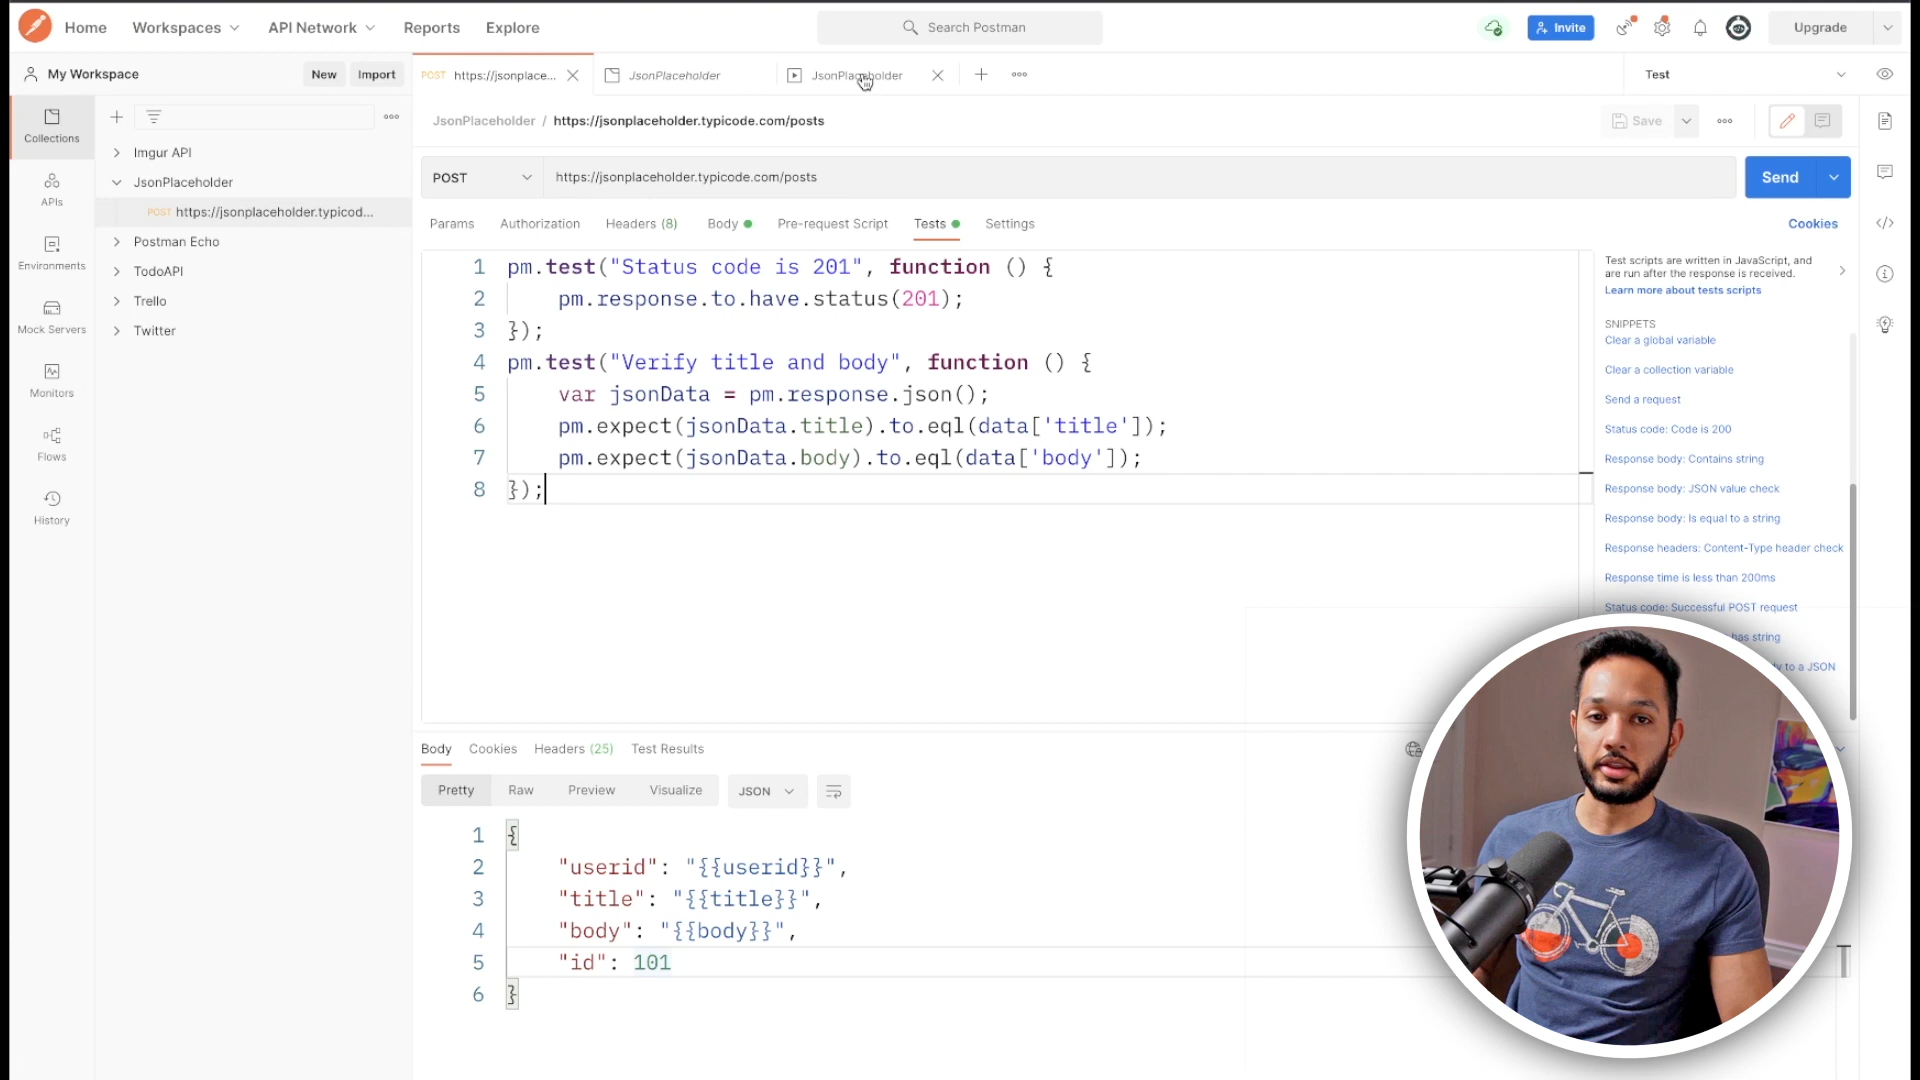 Home
Workspaces
API Network
Reports
Explore
Search Postman
Invite
Upgrade
My Workspace
New
Import
POST https://jsonplace...
JsonPlaceholder
JsonPlaceholder
Test
Collections
Imgur API
JsonPlaceholder
POST https://jsonplaceholder.typicod...
Postman Echo
TodoAPI
Trello
Twitter
APIs
Environments
Mock Servers
Monitors
Flows
History
JsonPlaceholder / https://jsonplaceholder.typicode.com/posts
Save
POST
https://jsonplaceholder.typicode.com/posts
Send
Params
Authorization
Headers (8)
Body
Pre-request Script
Tests
Settings
Cookies
1 pm.test("Status code is 201", function () {
2 pm.response.to.have.status(201);
3 });
4 pm.test("Verify title and body", function () {
5 var jsonData = pm.response.json();
6 pm.expect(jsonData.title).to.eql(data['title']);
7 pm.expect(jsonData.body).to.eql(data['body']);
8 });
Test scripts are written in JavaScript, and
are run after the response is received.
Learn more about tests scripts
SNIPPETS
Clear a global variable
Clear a collection variable
Send a request
Status code: Code is 200
Response body: Contains string
Response body: JSON value check
Response body: Is equal to a string
Response headers: Content-Type header check
Response time is less than 200ms
Status code: Successful POST request
has string
to a JSON
Body
Cookies
Headers (25)
Test Results
Pretty
Raw
Preview
Visualize
JSON
1 {
2 "userid": "{{userid}}",
3 "title": "{{title}}",
4 "body": "{{body}}",
5 "id": 101
6 }